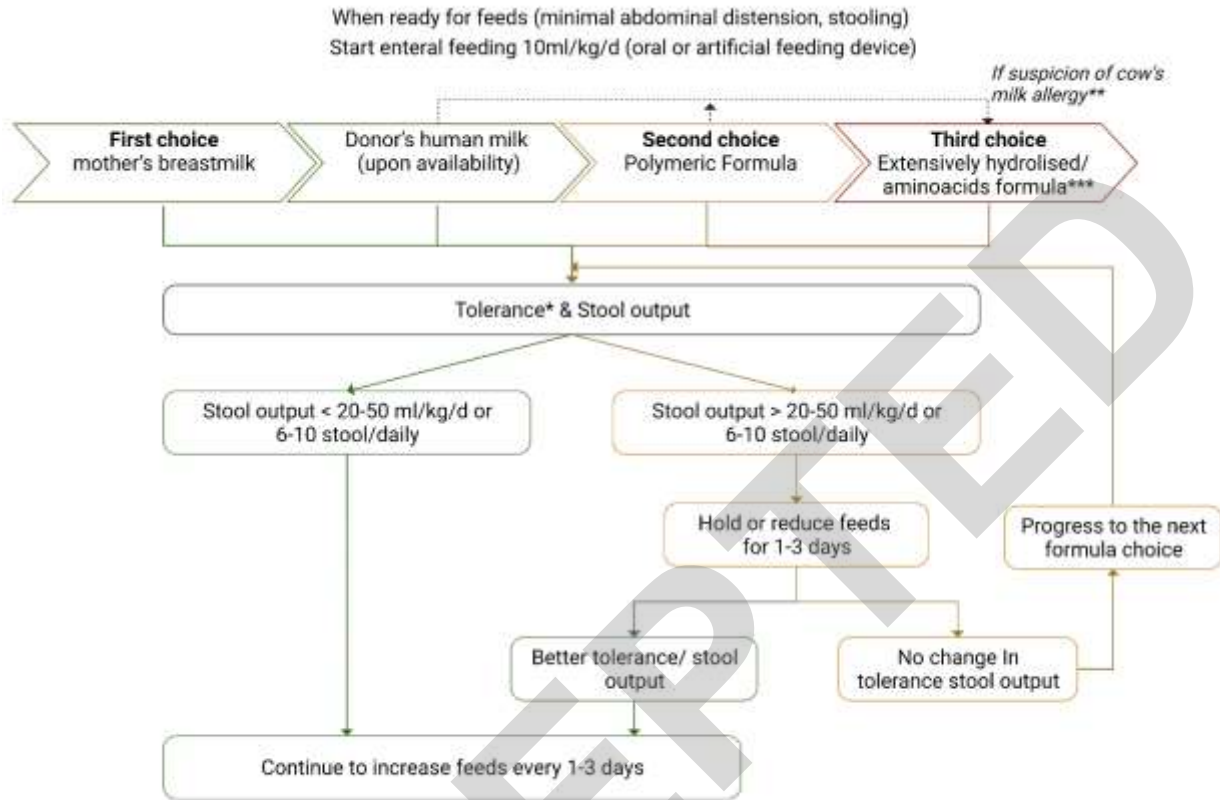 When ready for feeds (minimal abdominal distension, stooling)
Start enteral feeding 10ml/kg/d (oral or artificial feeding device)
If suspicion of cow's
milk allergy**
First choice
mother's breastmilk
Donor's human milk
(upon availability)
Second choice
Polymeric Formula
Third choice
Extensively hydrolised/
aminoacids formula***
Tolerance* & Stool output
Stool output < 20-50 ml/kg/d or
6-10 stool/daily
Stool output > 20-50 ml/kg/d or
6-10 stool/daily
Hold or reduce feeds
for 1-3 days
Progress to the next
formula choice
Better tolerance/ stool
output
No change In
tolerance stool output
Continue to increase feeds every 1-3 days
EPTED